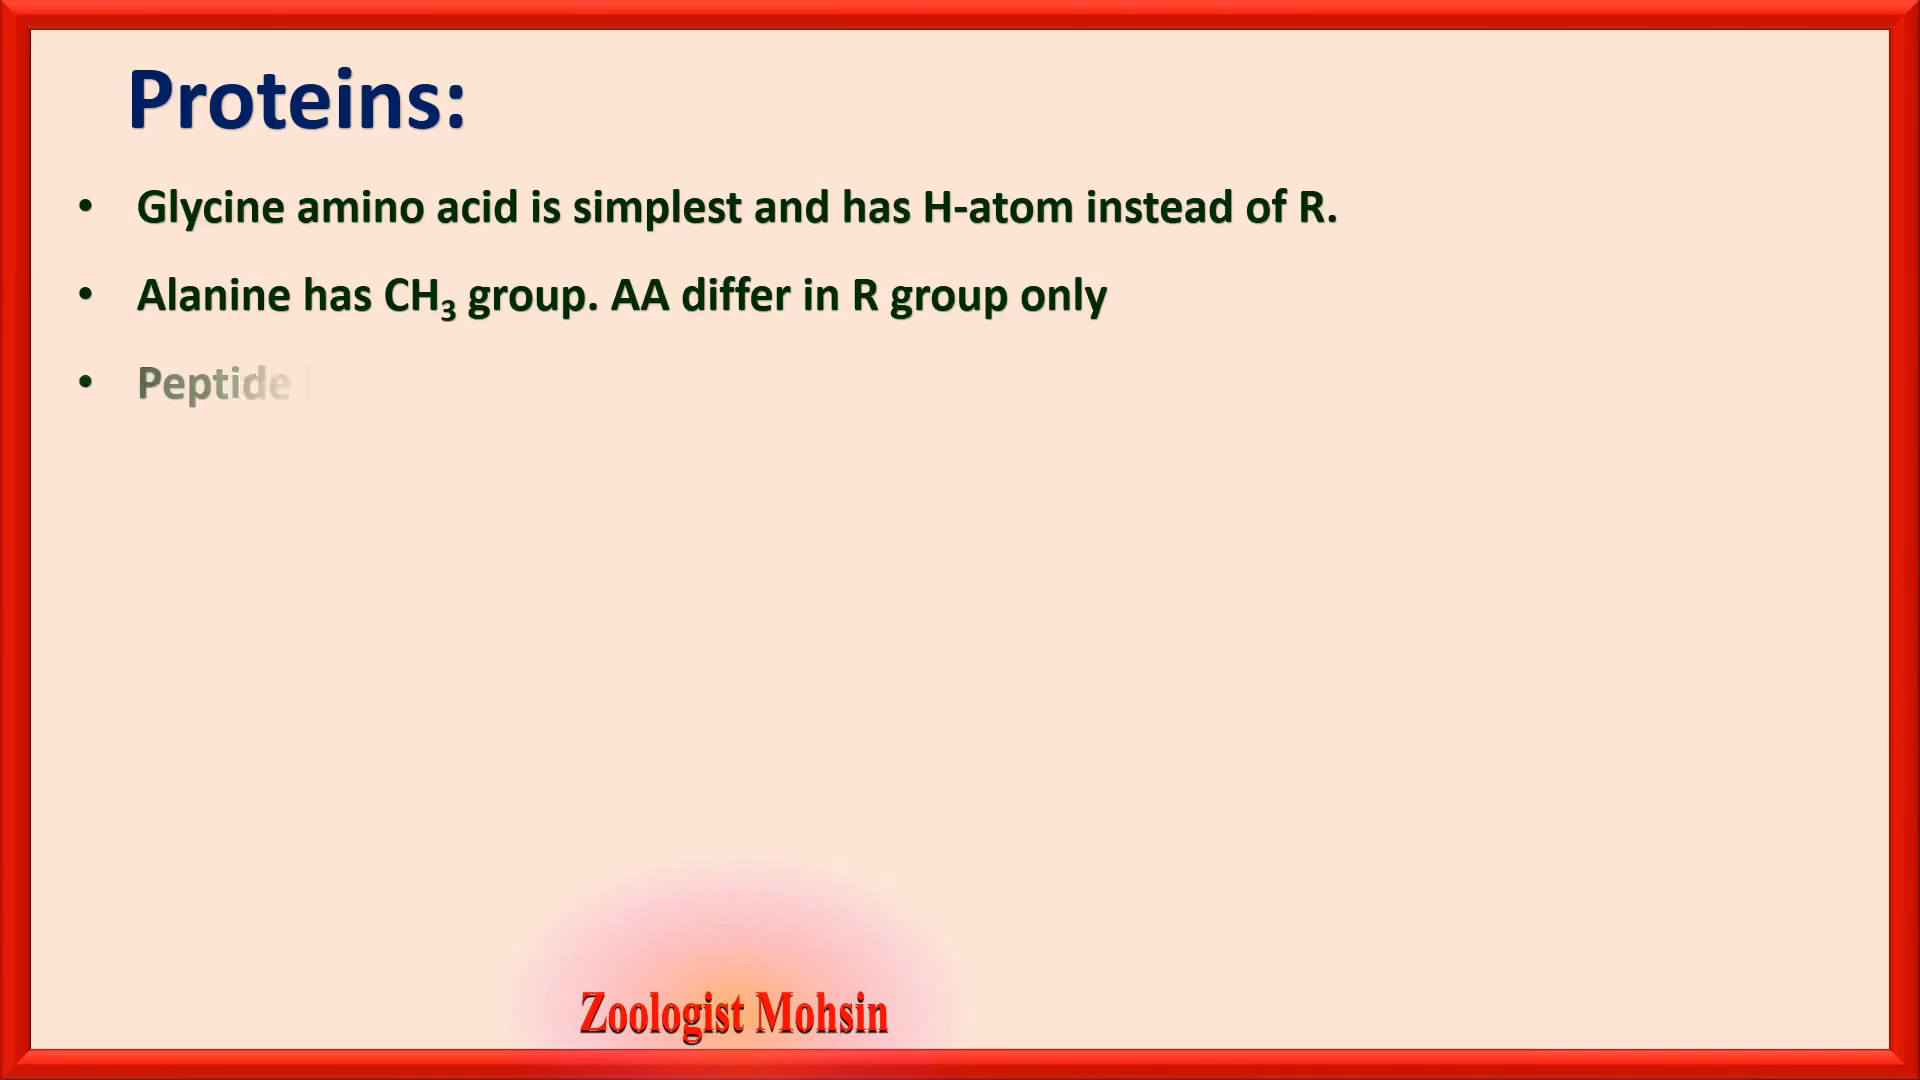 Proteins:
• Glycine amino acid is simplest and has H-atom instead of R.
• Alanine has CH₃ group. AA differ in R group only
• Peptide
Zoologist Mohsin